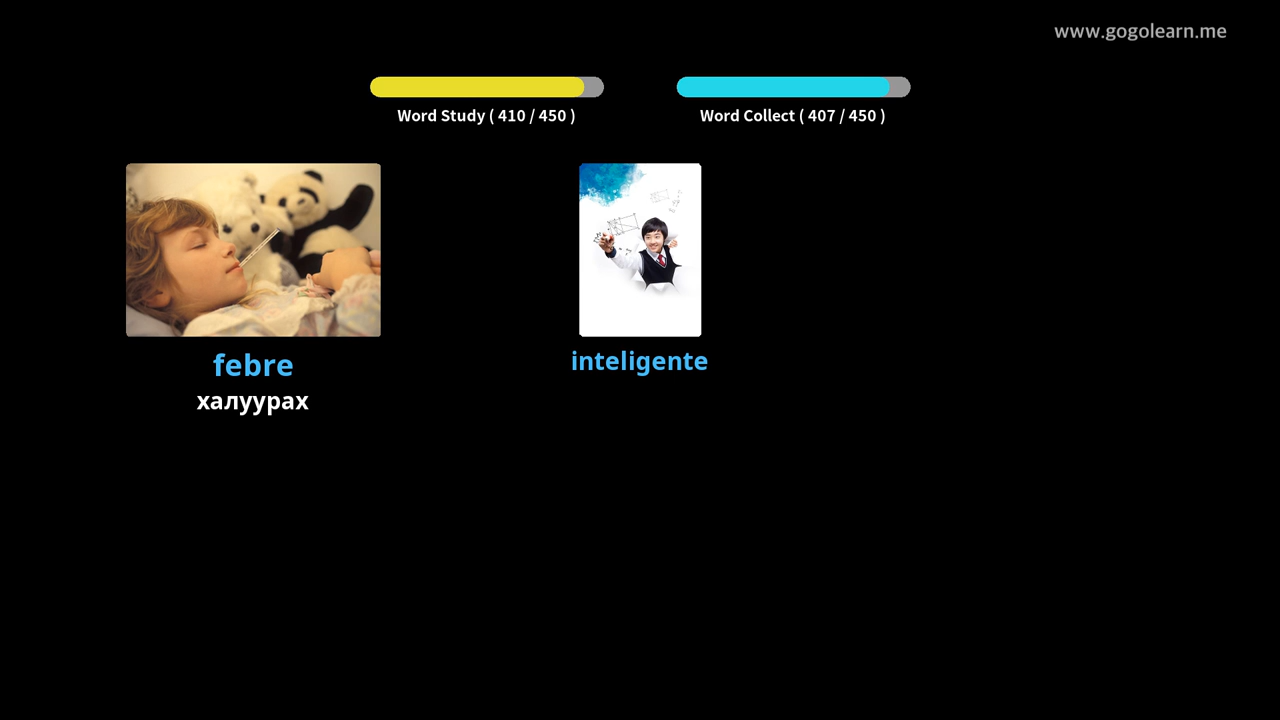 www.gogolearn.me
Word Study ( 410 / 450 )
Word Collect ( 407 / 450 )
febre
халуурах
inteligente